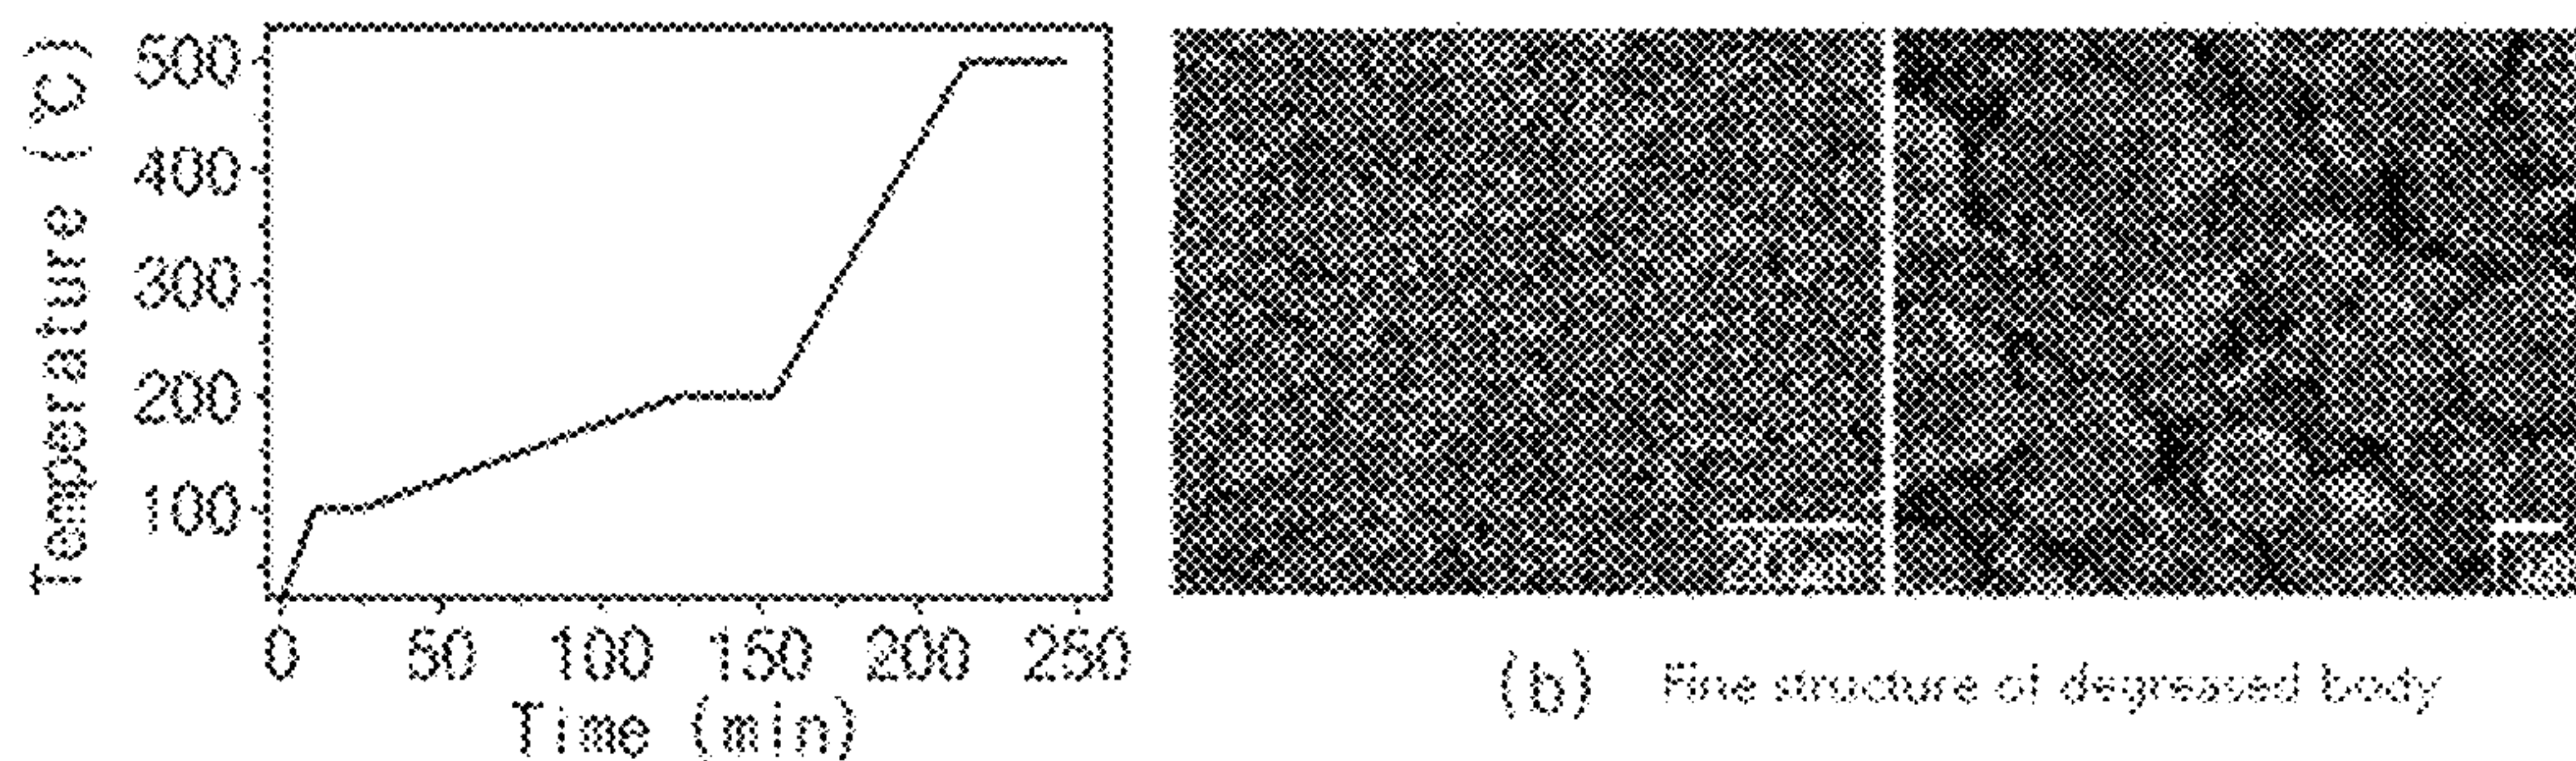 Temperature (℃)
500
400
300
200
100
0 50 100 150 200 250
Time (min)
(b) Fine structure of degreased body